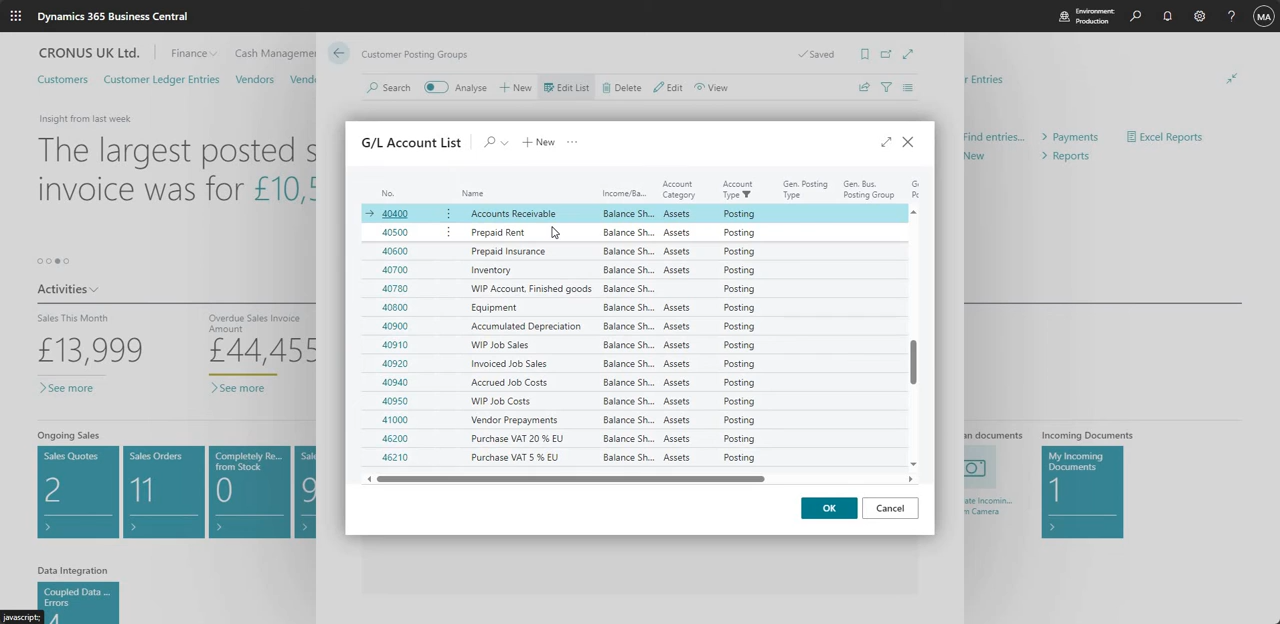 Dynamics 365 Business Central
Environment:
Production
MA
CRONUS UK Ltd.
Finance
Cash Management
Customers
Customer Ledger Entries
Vendors
Entries
Customer Posting Groups
Saved
Search
Analyse
New
Edit List
Delete
Edit
View
Insight from last week
The largest posted
invoice was for £10,
Find entries...
Payments
Excel Reports
New
Reports
G/L Account List
New
No.
Name
Income/Ba...
Account
Category
Account
Type
Gen. Posting
Type
Gen. Bus.
Posting Group
40400 Accounts Receivable Balance Sh... Assets Posting
40500 Prepaid Rent Balance Sh... Assets Posting
40600 Prepaid Insurance Balance Sh... Assets Posting
40700 Inventory Balance Sh... Assets Posting
40780 WIP Account, Finished goods Balance Sh... Posting
40800 Equipment Balance Sh... Assets Posting
40900 Accumulated Depreciation Balance Sh... Assets Posting
40910 WIP Job Sales Balance Sh... Assets Posting
40920 Invoiced Job Sales Balance Sh... Assets Posting
40940 Accrued Job Costs Balance Sh... Assets Posting
40950 WIP Job Costs Balance Sh... Assets Posting
41000 Vendor Prepayments Balance Sh... Assets Posting
46200 Purchase VAT 20 % EU Balance Sh... Assets Posting
46210 Purchase VAT 5 % EU Balance Sh... Assets Posting
OK
Cancel
Activities
Sales This Month
£13,999
See more
Overdue Sales Invoice
Amount
£44,455
See more
Ongoing Sales
Sales Quotes
2
Sales Orders
11
Completely Re...
from Stock
0
documents
Incoming Documents
My Incoming
Documents
1
Camera
Data Integration
Coupled Data
Errors
javascript:;